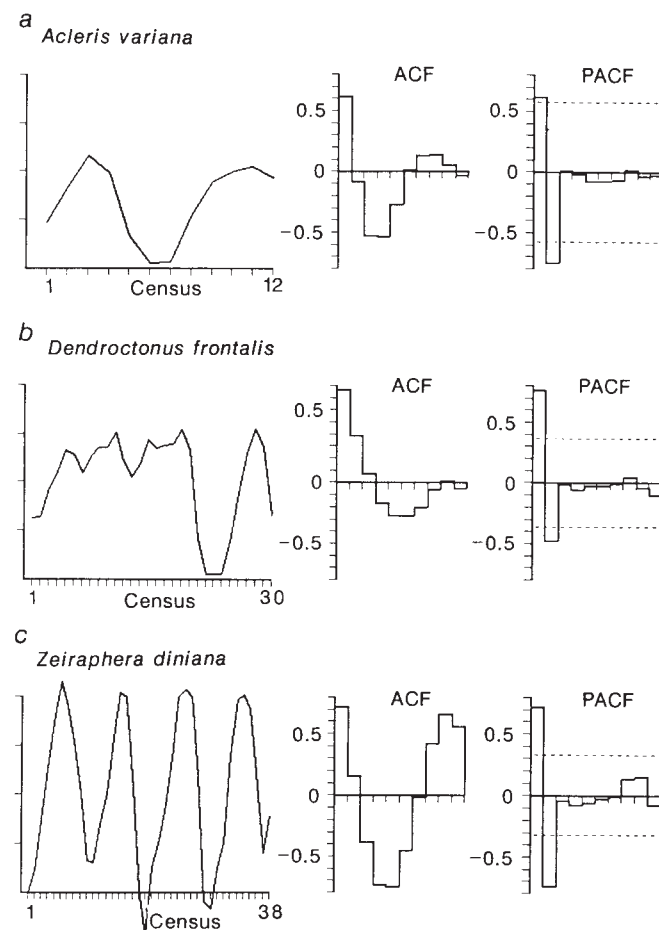 a
Acleris variana
ACF
PACF
0.5
0
−0.5
0.5
0
−0.5
1
Census
12
b
Dendroctonus frontalis
ACF
PACF
0.5
0
−0.5
0.5
0
−0.5
1
Census
30
c
Zeiraphera diniana
ACF
PACF
0.5
0
−0.5
0.5
0
−0.5
1
Census
38